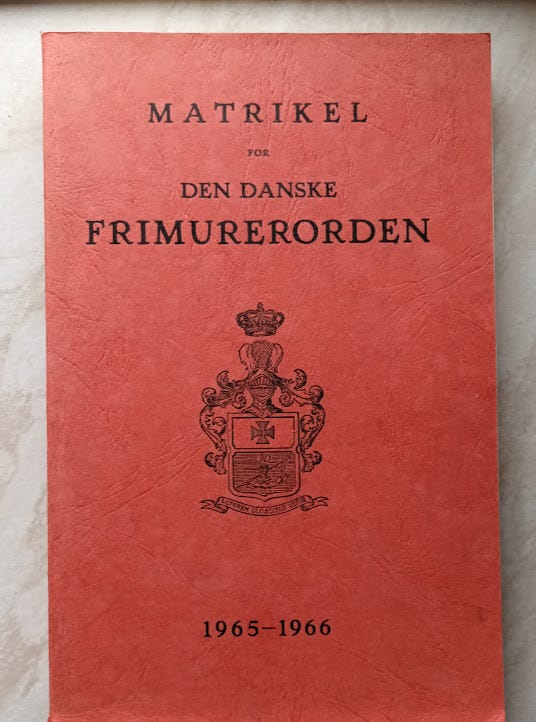 MATRIKEL
FOR
DEN DANSKE
FRIMURERORDEN
1965–1966